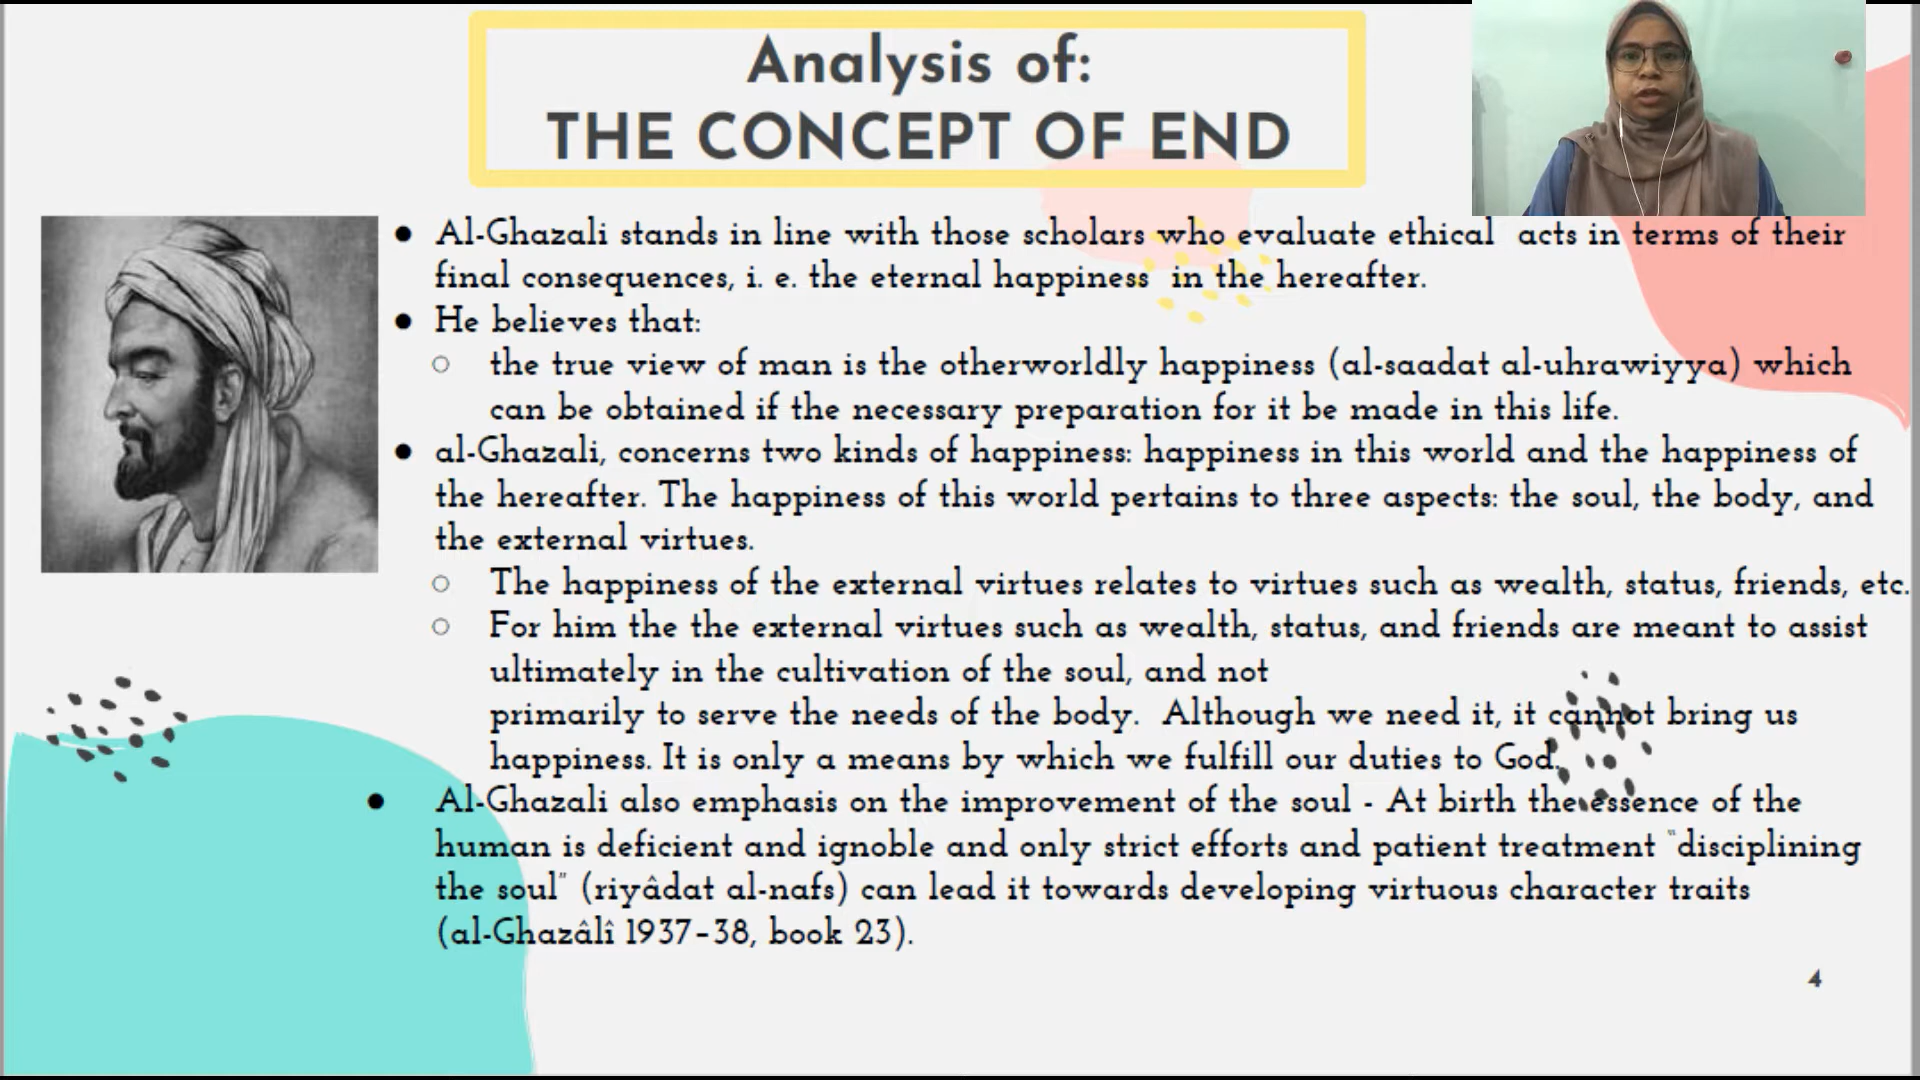 Analysis of:
THE CONCEPT OF END
● Al-Ghazali stands in line with those scholars who evaluate ethical acts in terms of their
final consequences, i. e. the eternal happiness in the hereafter.
● He believes that:
○ the true view of man is the otherworldly happiness (al-saadat al-uhrawiyya) which
can be obtained if the necessary preparation for it be made in this life.
● al-Ghazali, concerns two kinds of happiness: happiness in this world and the happiness of
the hereafter. The happiness of this world pertains to three aspects: the soul, the body, and
the external virtues.
○ The happiness of the external virtues relates to virtues such as wealth, status, friends, etc.
○ For him the the external virtues such as wealth, status, and friends are meant to assist
ultimately in the cultivation of the soul, and not
primarily to serve the needs of the body. Although we need it, it cannot bring us
happiness. It is only a means by which we fulfill our duties to God.
● Al-Ghazali also emphasis on the improvement of the soul - At birth the essence of the
human is deficient and ignoble and only strict efforts and patient treatment “disciplining
the soul” (riyâdat al-nafs) can lead it towards developing virtuous character traits
(al-Ghazâlî 1937–38, book 23).
4